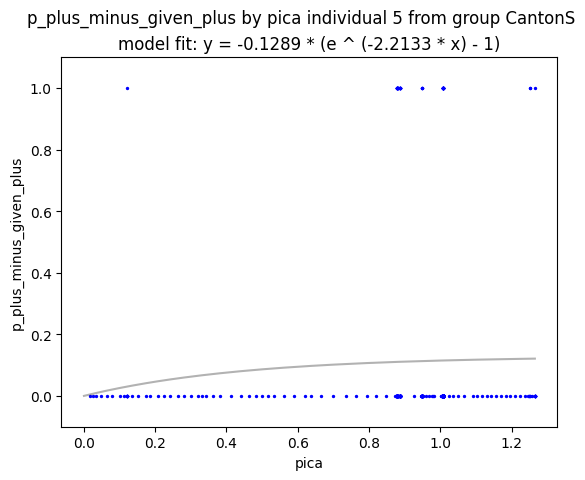 p_plus_minus_given_plus by pica individual 5 from group CantonS
model fit: y = -0.1289 * (e ^ (-2.2133 * x) - 1)
p_plus_minus_given_plus
1.0
0.8
0.6
0.4
0.2
0.0
0.0 0.2 0.4 0.6 0.8 1.0 1.2
pica